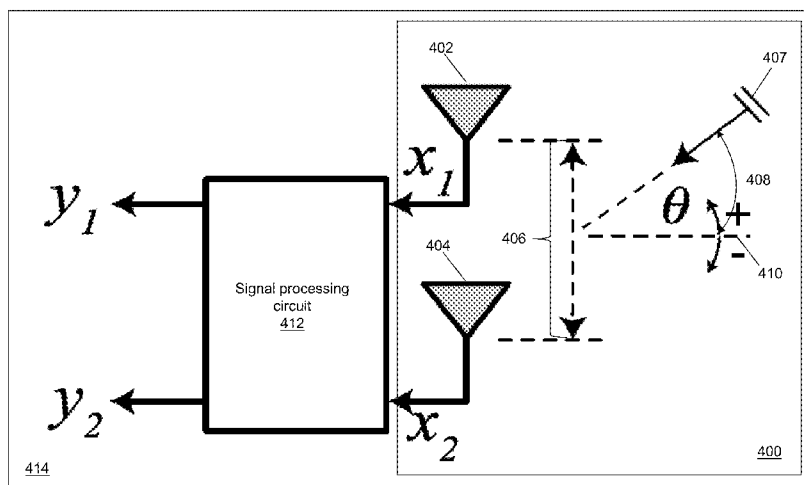 402
407
x1
y1
θ
+
-
408
406
404
410
Signal processing
circuit
412
y2
x2
414
400